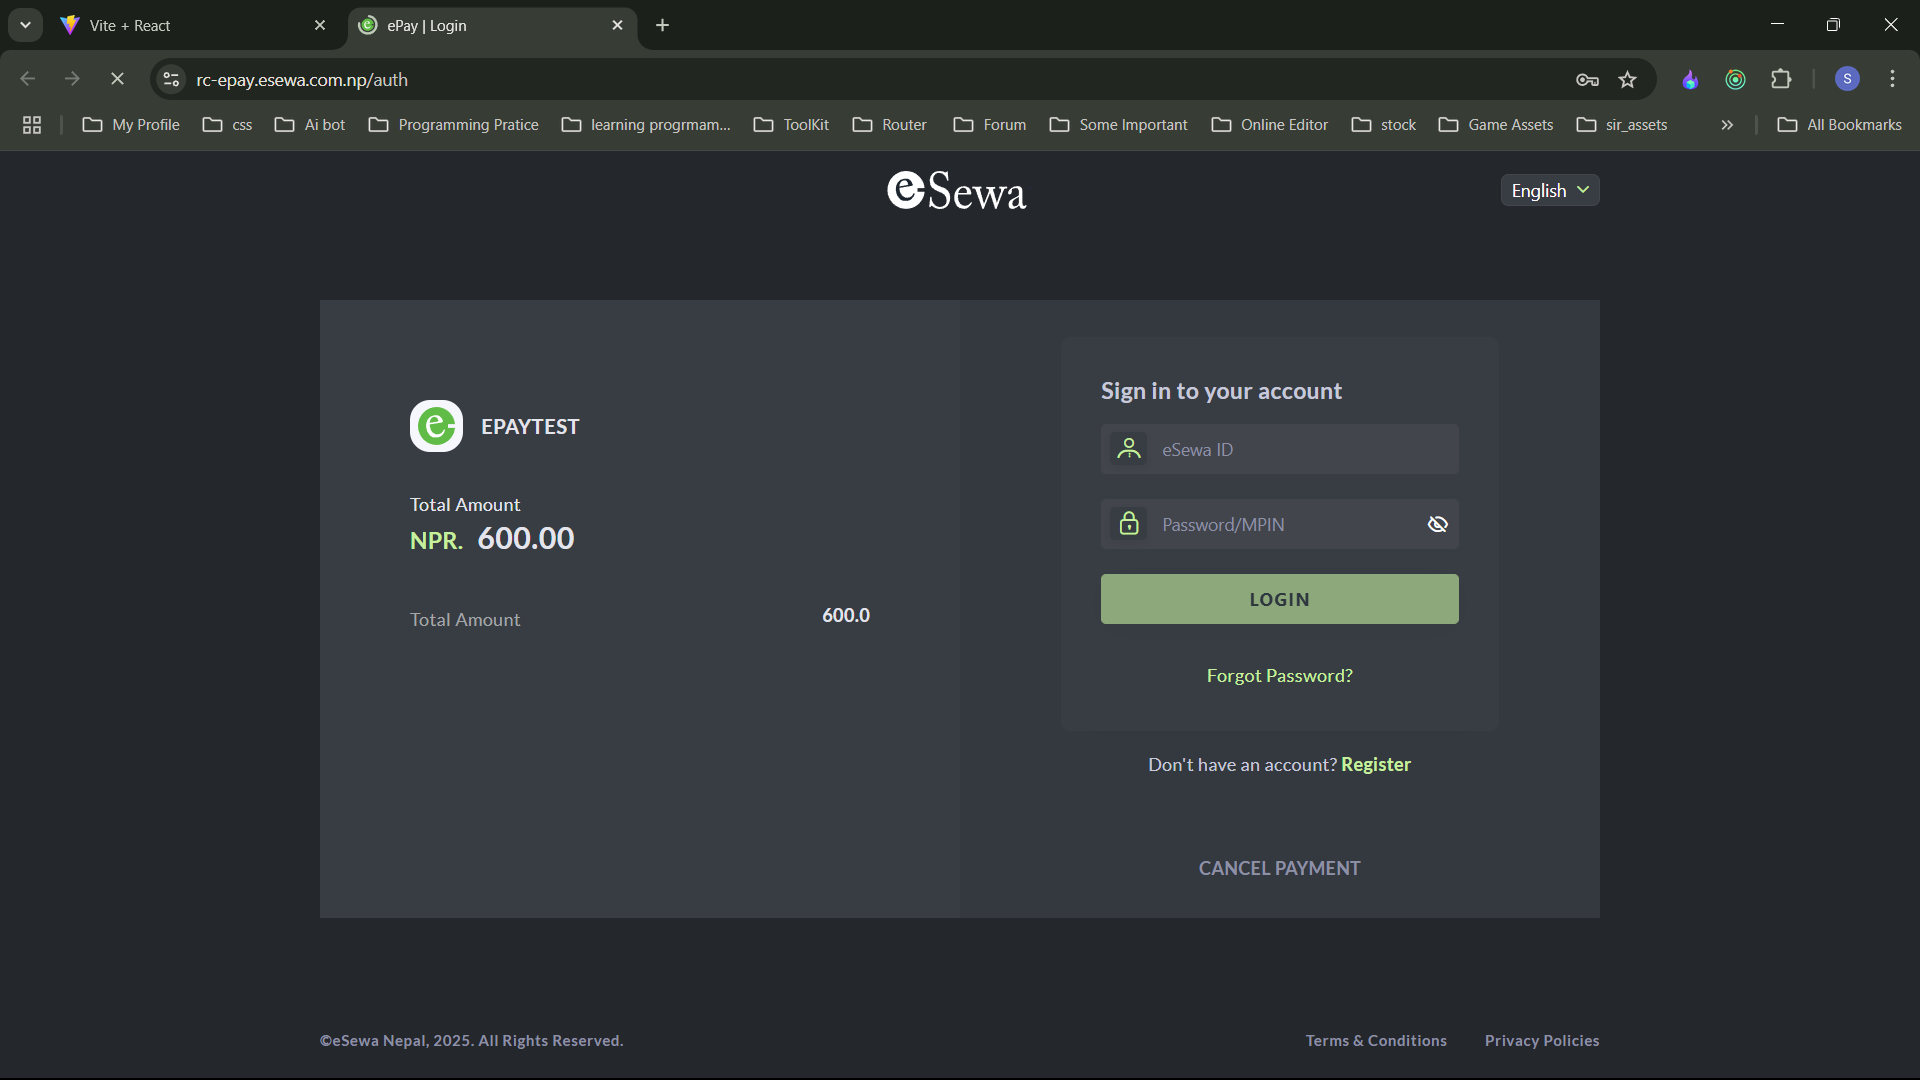 Vite + React
ePay | Login
rc-epay.esewa.com.np/auth
S
My Profile
css
Ai bot
Programming Pratice
learning progrmam...
ToolKit
Router
Forum
Some Important
Online Editor
stock
Game Assets
sir_assets
All Bookmarks
eSewa
English
EPAYTEST
Total Amount
NPR. 600.00
Total Amount 600.0
Sign in to your account
eSewa ID
Password/MPIN
LOGIN
Forgot Password?
Don't have an account? Register
CANCEL PAYMENT
©eSewa Nepal, 2025. All Rights Reserved.
Terms & Conditions
Privacy Policies